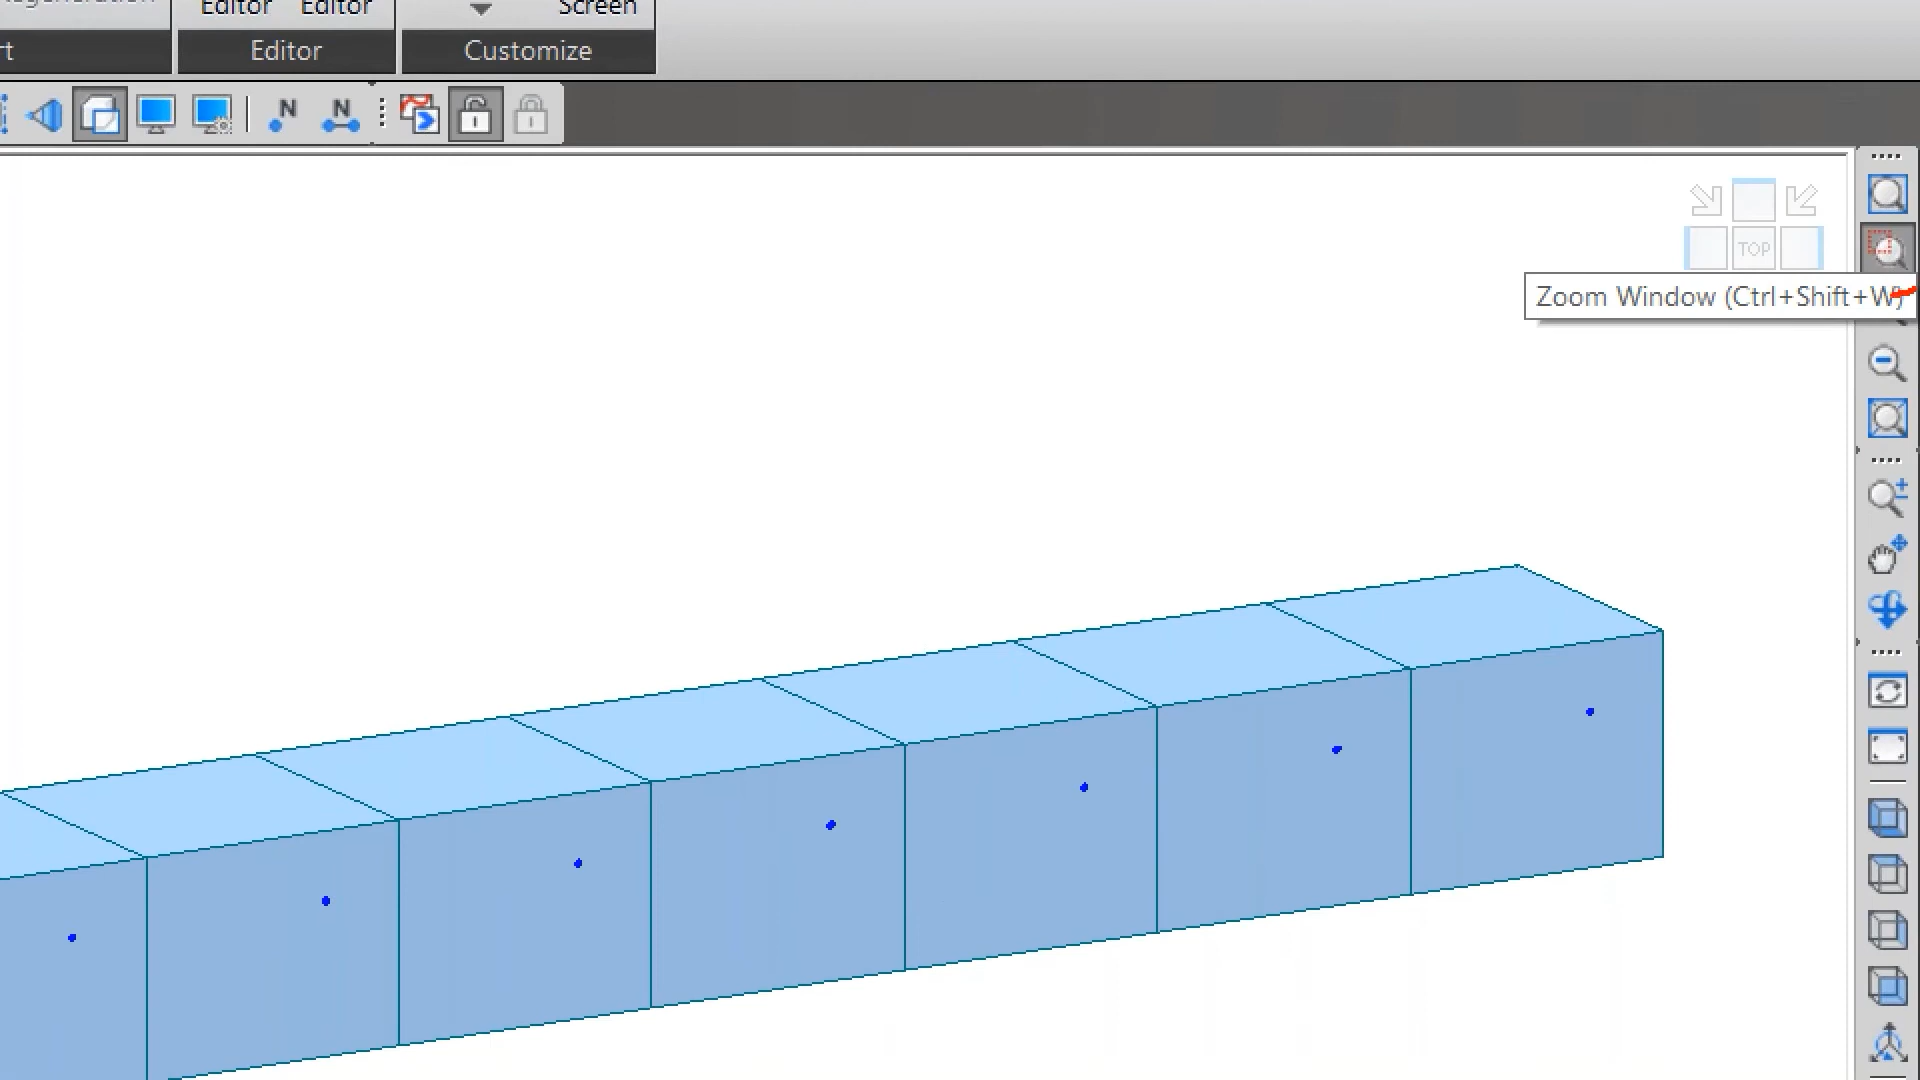 Editor Editor Screen
Editor Customize
N N
TOP
Zoom Window (Ctrl+Shift+W)